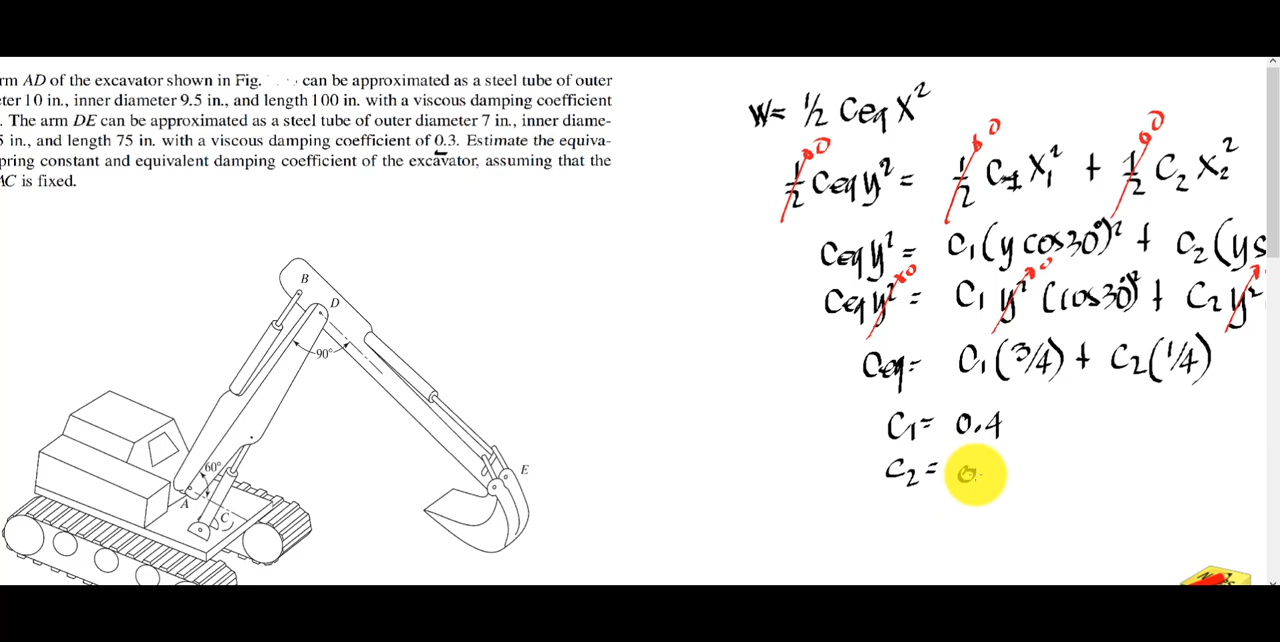 rm AD of the excavator shown in Fig. can be approximated as a steel tube of outer
ter 10 in., inner diameter 9.5 in., and length 100 in. with a viscous damping coefficient
. The arm DE can be approximated as a steel tube of outer diameter 7 in., inner diame-
5 in., and length 75 in. with a viscous damping coefficient of 0.3. Estimate the equiva-
pring constant and equivalent damping coefficient of the excavator, assuming that the
AC is fixed.
W= 1/2 Ceq X²
1/2 Ceq y² = 1/2 C1 X1² + 1/2 C2 X2²
Ceq y² = C1 (y cos30°)² + C2 (y s
Ceq y² = C1 y² (cos30°)² + C2 y²
Ceq = C1 (3/4) + C2 (1/4)
C1 = 0.4
C2 = 0.
B
D
90°
60°
A
C
E